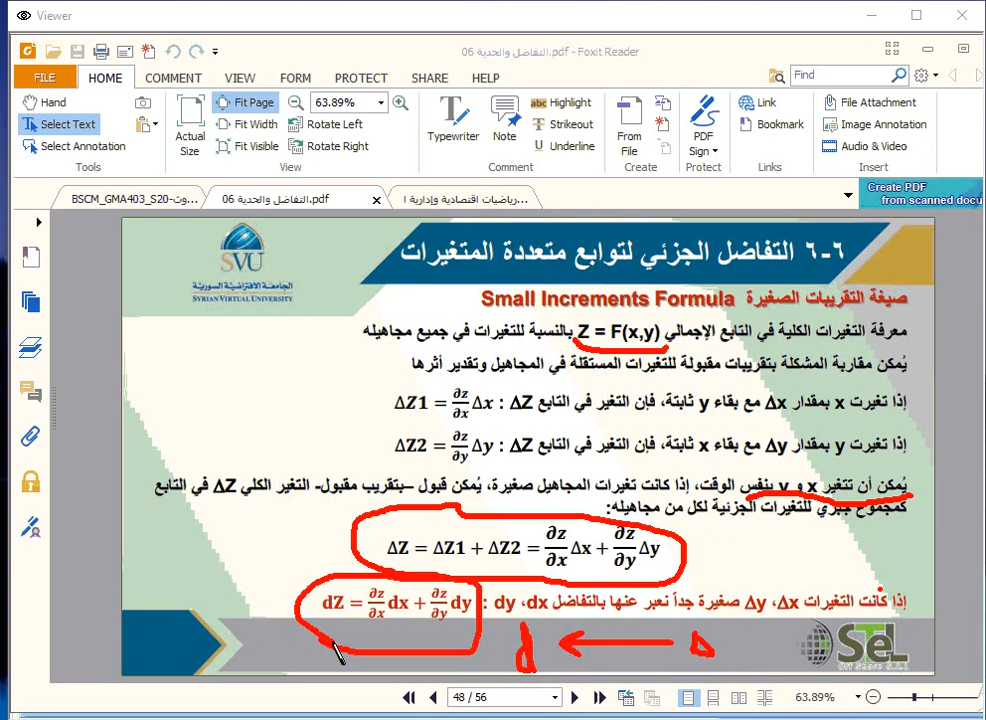 Viewer
06 التفاضل والحدية.pdf - Foxit Reader
FILE HOME COMMENT VIEW FORM PROTECT SHARE HELP
Find
Hand
Select Text
Select Annotation
Tools
Actual Size
Fit Page
Fit Width
Fit Visible
63.89%
Rotate Left
Rotate Right
View
Typewriter
Note
Highlight
Strikeout
Underline
Comment
From File
Create
PDF Sign
Protect
Link
Bookmark
Links
File Attachment
Image Annotation
Audio & Video
Insert
BSCM_GMA403_S20-وث...
06 التفاضل والحدية.pdf
رياضيات اقتصادية وإدارية ا...
Create PDF
from scanned docu
SVU
الجامعة الافتراضية السورية
SYRIAN VIRTUAL UNIVERSITY
٦-٦ التفاضل الجزئي لتوابع متعددة المتغيرات
صيغة التقريبات الصغيرة Small Increments Formula
معرفة التغيرات الكلية في التابع الإجمالي Z = F(x,y) بالنسبة للتغيرات في جميع مجاهيله
يُمكن مقاربة المشكلة بتقريبات مقبولة للتغيرات المستقلة في المجاهيل وتقدير أثرها
إذا تغيرت x بمقدار Δx مع بقاء y ثابتة، فإن التغير في التابع ΔZ : ΔZ1 = ∂z/∂x Δx
إذا تغيرت y بمقدار Δy مع بقاء x ثابتة، فإن التغير في التابع ΔZ : ΔZ2 = ∂z/∂y Δy
يُمكن أن تتغير x و y بنفس الوقت، إذا كانت تغيرات المجاهيل صغيرة، يُمكن قبول –بتقريب مقبول- التغير الكلي ΔZ في التابع
كمجموع جبري للتغيرات الجزئية لكل من مجاهيله:
ΔZ = ΔZ1 + ΔZ2 = ∂z/∂x Δx + ∂z/∂y Δy
إذا كانت التغيرات Δx، Δy صغيرة جداً نعبر عنها بالتفاضل dx، dy : dZ = ∂z/∂x dx + ∂z/∂y dy
d ← Δ
SeL
48 / 56
63.89%